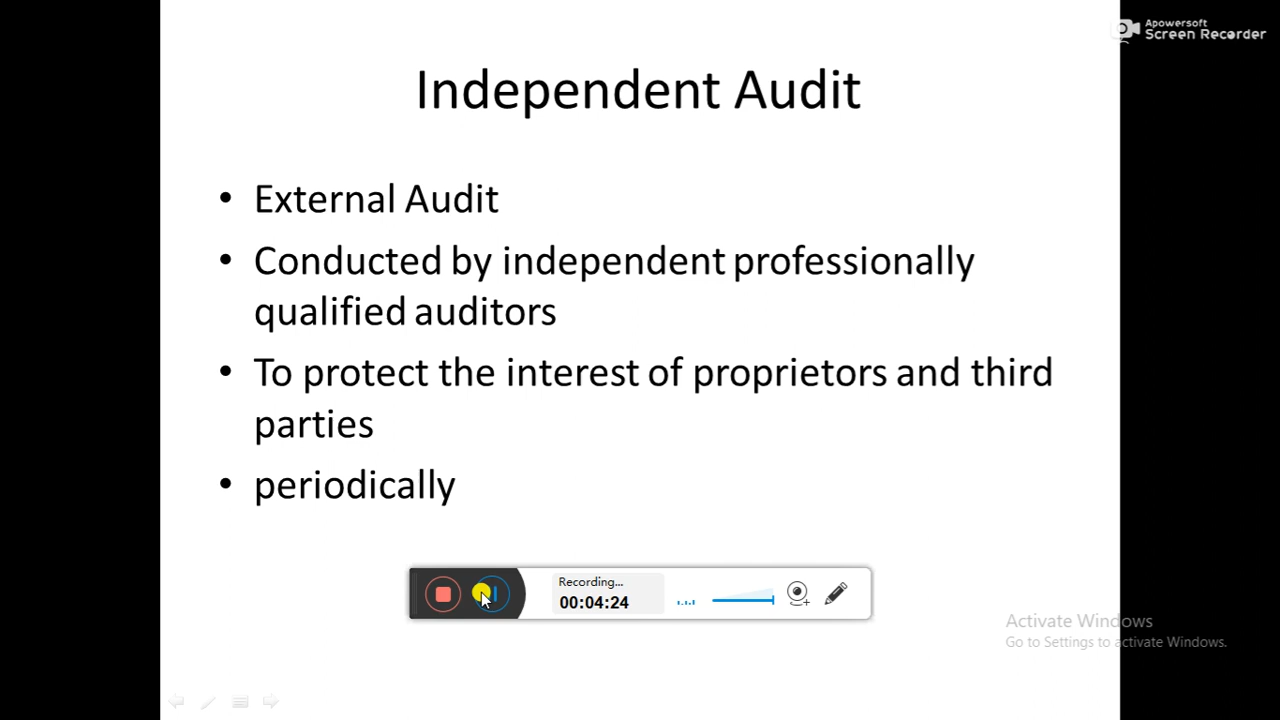 Apowersoft
Screen Recorder
Independent Audit
• External Audit
• Conducted by independent professionally
qualified auditors
• To protect the interest of proprietors and third
parties
• periodically
Recording...
00:04:24
Activate Windows
Go to Settings to activate Windows.